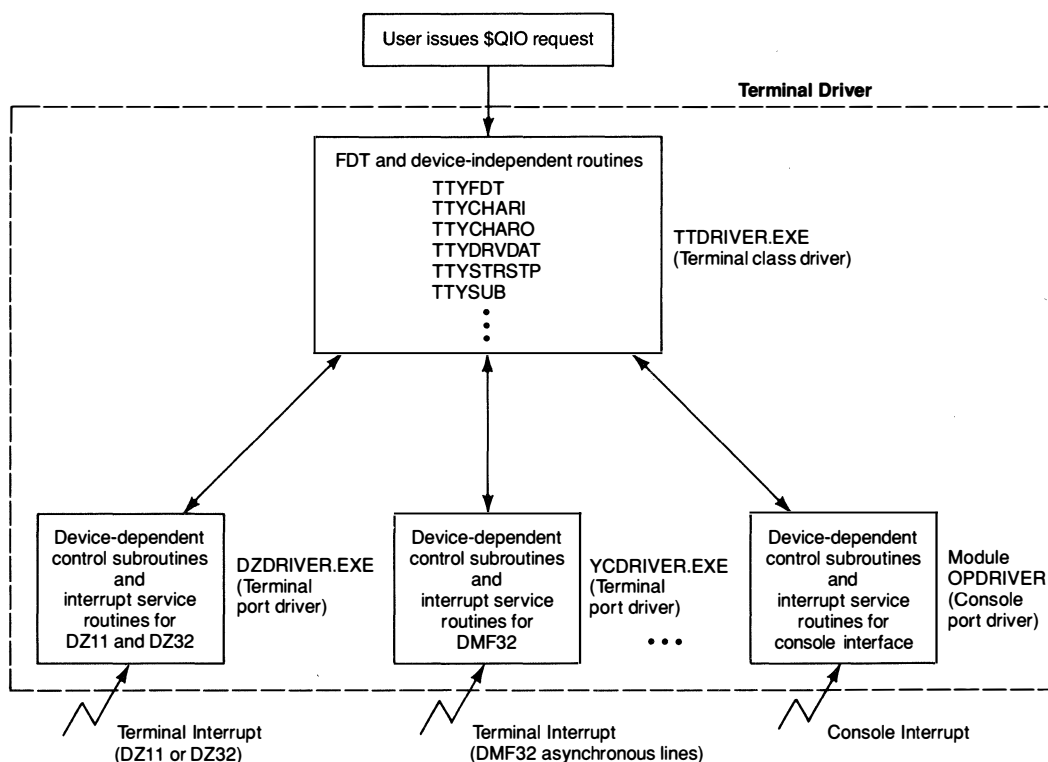 User issues $QIO request
Terminal Driver
FDT and device-independent routines
TTYFDT
TTYCHARI
TTYCHARO
TTYDRVDAT
TTYSTRSTP
TTYSUB
TTDRIVER.EXE
(Terminal class driver)
Device-dependent
control subroutines
and
interrupt service
routines for
DZ11 and DZ32
DZDRIVER.EXE
(Terminal
port driver)
Device-dependent
control subroutines
and
interrupt service
routines for
DMF32
YCDRIVER.EXE
(Terminal
port driver)
Device-dependent
control subroutines
and
interrupt service
routines for
console interface
Module
OPDRIVER
(Console
port driver)
Terminal Interrupt
(DZ11 or DZ32)
Terminal Interrupt
(DMF32 asynchronous lines)
Console Interrupt